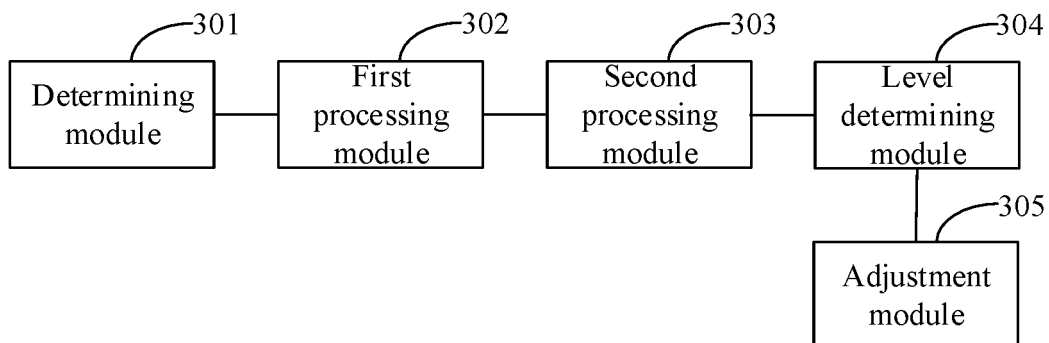 301
302
303
304
Determining
module
First
processing
module
Second
processing
module
Level
determining
module
305
Adjustment
module